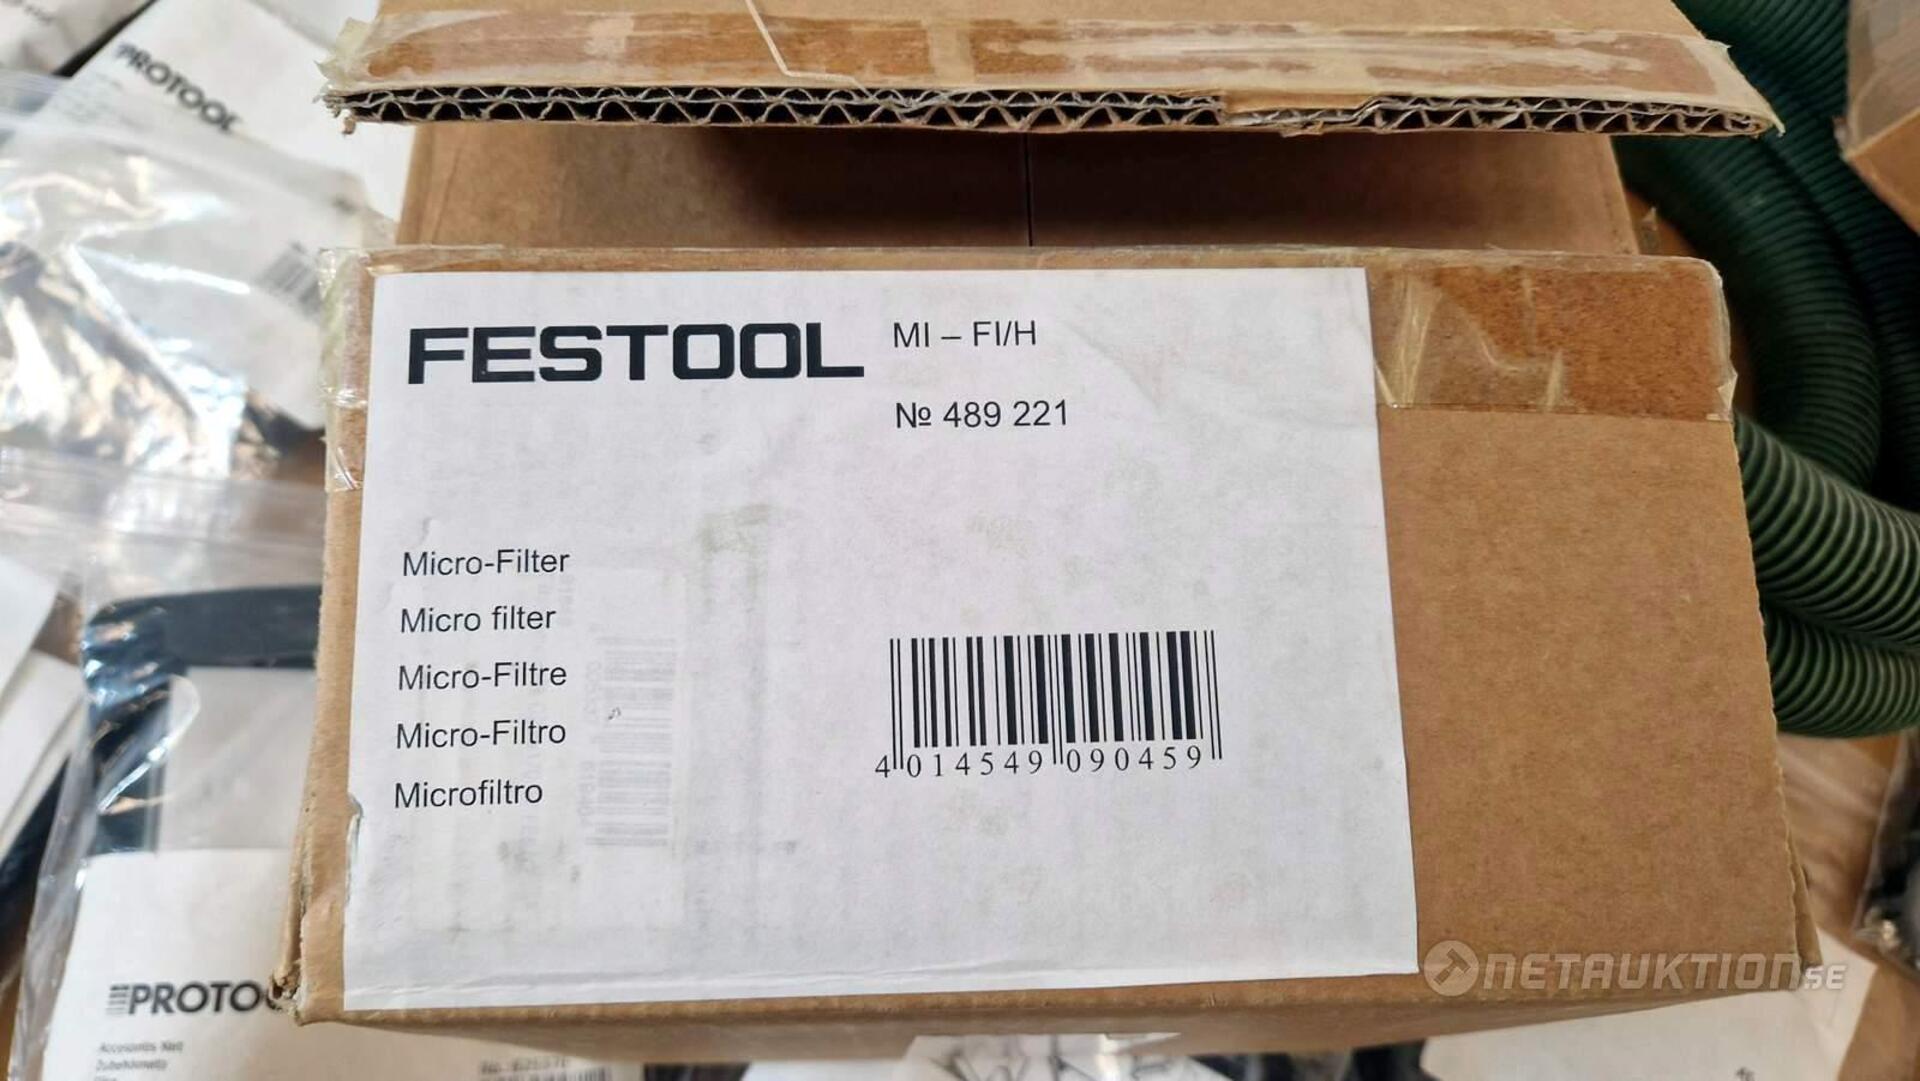 PROTOOL
FESTOOL
MI – FI/H
№ 489 221
Micro-Filter
Micro filter
Micro-Filtre
Micro-Filtro
Microfiltro
4 014549 090459
PROTO
Zubehörnetz
NETAUKTION.SE